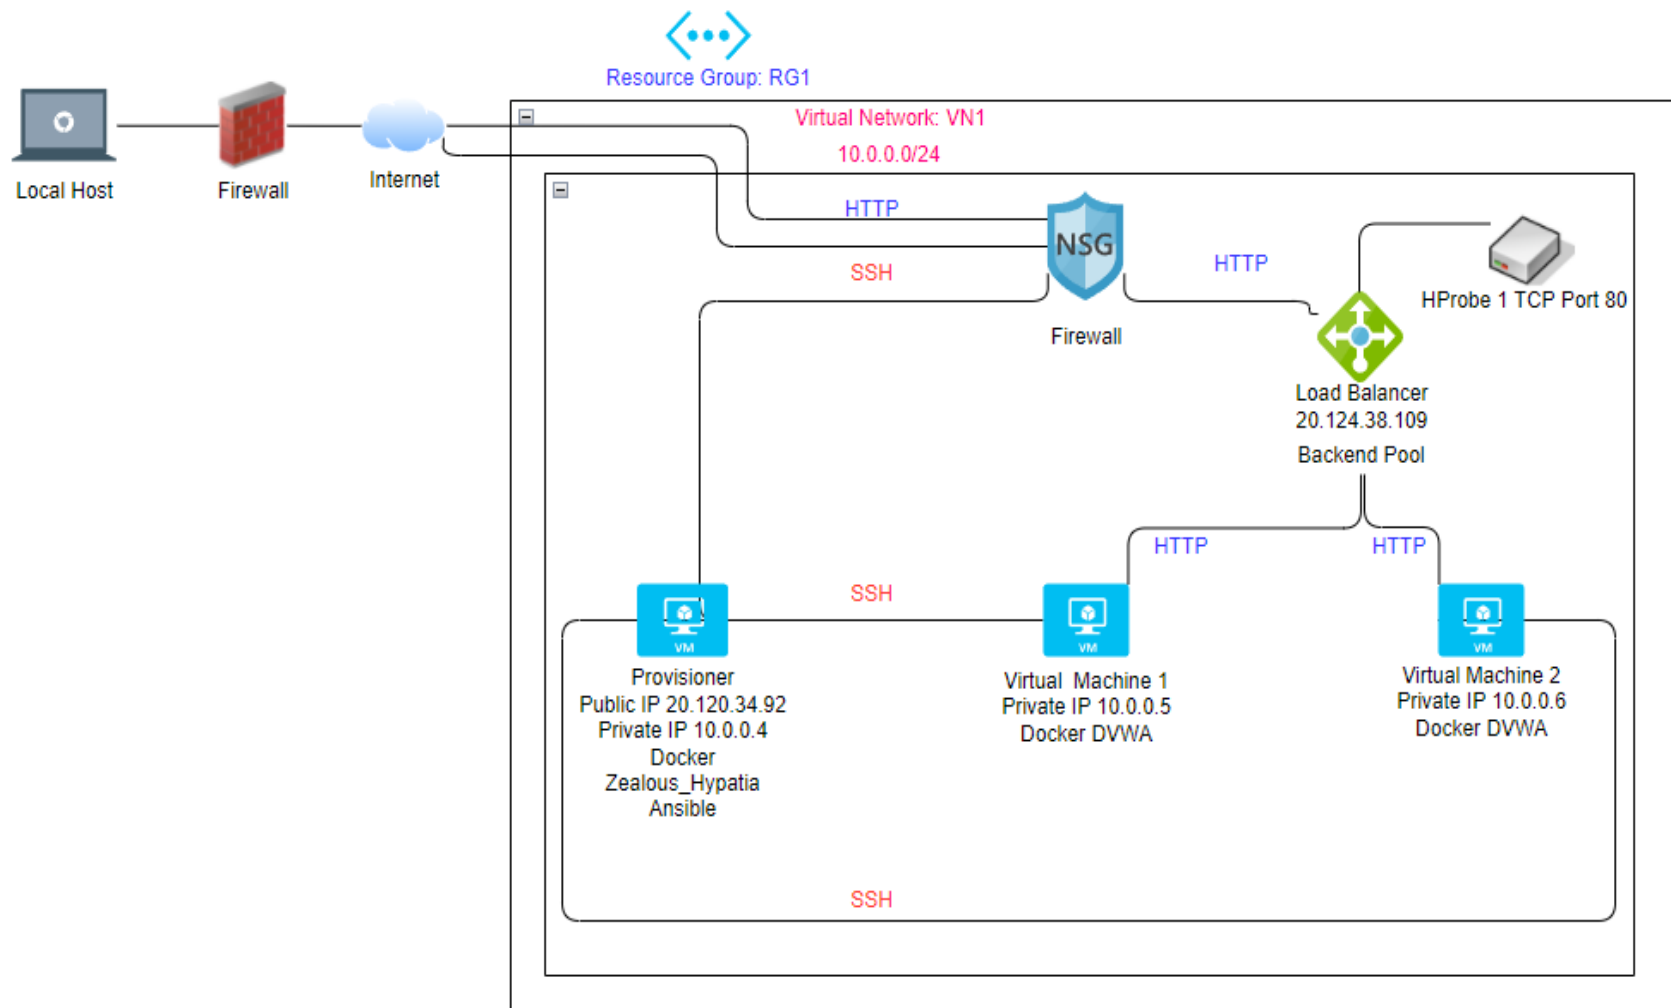 Resource Group: RG1
Virtual Network: VN1
10.0.0.0/24
Local Host
Firewall
Internet
HTTP
SSH
NSG
Firewall
HTTP
HProbe 1 TCP Port 80
Load Balancer
20.124.38.109
Backend Pool
HTTP
HTTP
SSH
VM
Provisioner
Public IP 20.120.34.92
Private IP 10.0.0.4
Docker
Zealous_Hypatia
Ansible
VM
Virtual  Machine 1
Private IP 10.0.0.5
Docker DVWA
VM
Virtual Machine 2
Private IP 10.0.0.6
Docker DVWA
SSH